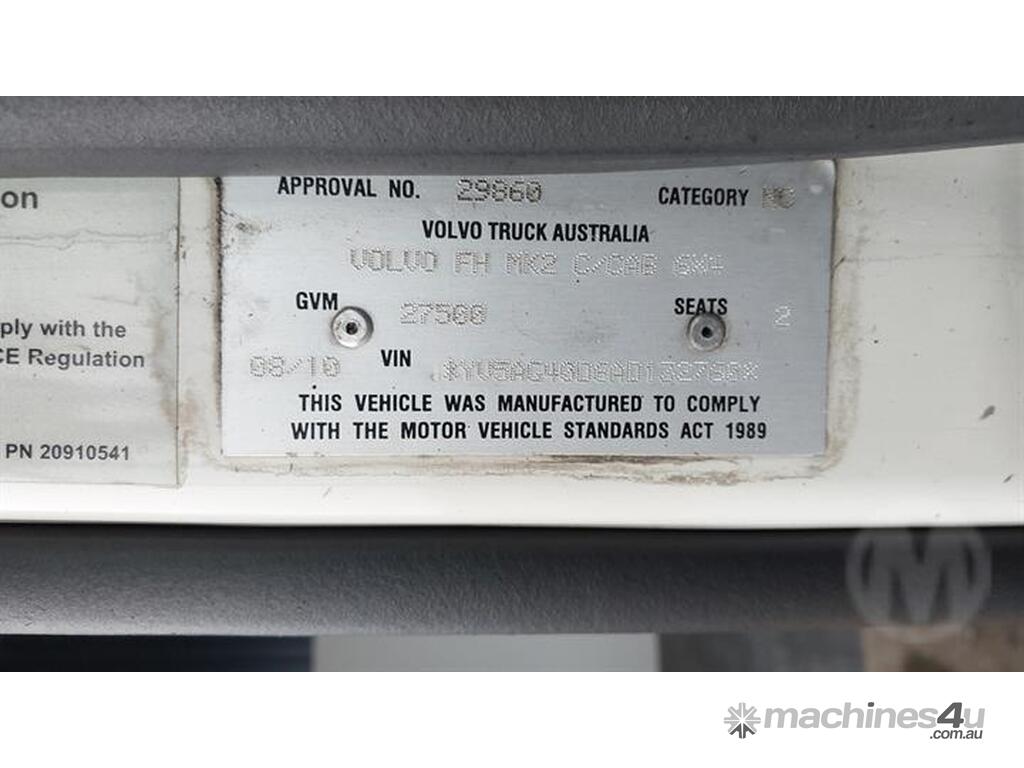 on
ply with the
CE Regulation
PN 20910541
APPROVAL NO. 29860 CATEGORY
VOLVO TRUCK AUSTRALIA
VOLVO FH MK2 C/CAB 6X4
GVM 27500 SEATS 2
08/10 VIN
THIS VEHICLE WAS MANUFACTURED TO COMPLY
WITH THE MOTOR VEHICLE STANDARDS ACT 1989
M
machines4u
.com.au